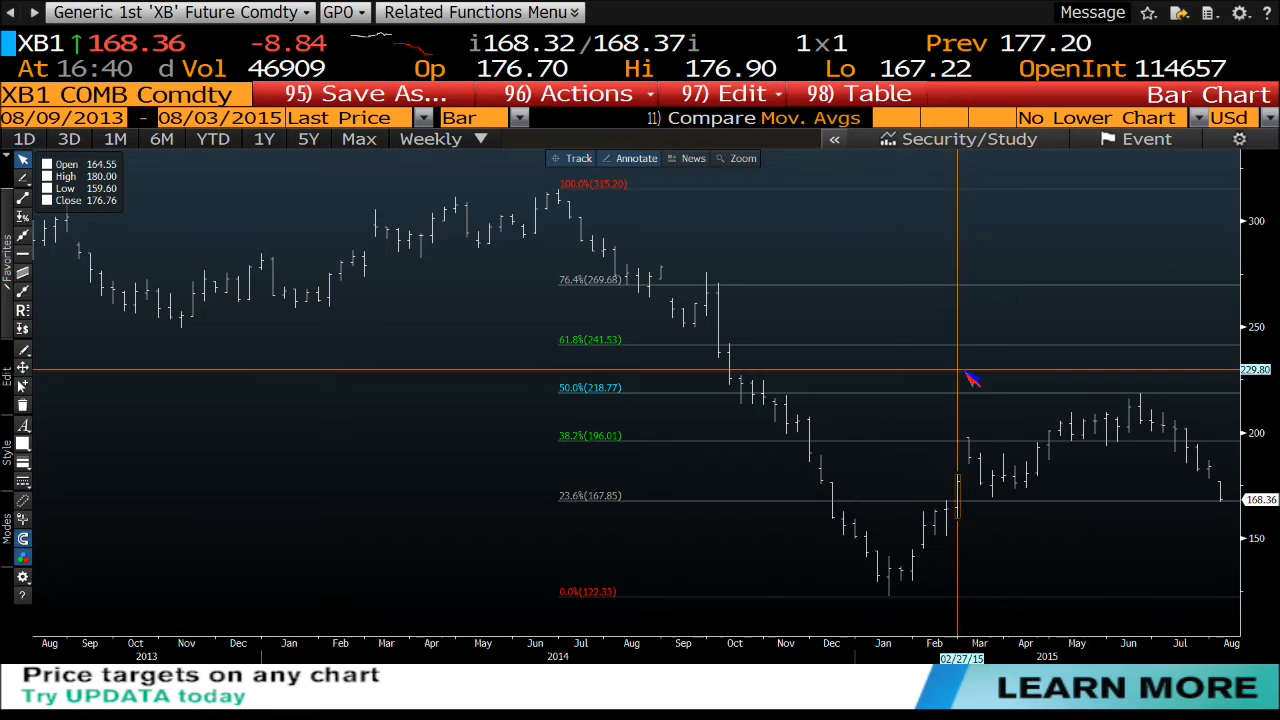 Generic 1st 'XB' Future Comdty GPO Related Functions Menu Message ?
XB1 168.36 -8.84 i168.32 /168.37i 1x1 Prev 177.20
At 16:40 d Vol 46909 Op 176.70 Hi 176.90 Lo 167.22 OpenInt 114657
XB1 COMB Comdty 95) Save As... 96) Actions 97) Edit 98) Table Bar Chart
08/09/2013 - 08/03/2015 Last Price Bar 11) Compare Mov. Avgs No Lower Chart USd
1D 3D 1M 6M YTD 1Y 5Y Max Weekly « Security/Study Event
Track Annotate News Zoom
Open 164.55
High 180.00
Low 159.60
Close 176.76
Favorites
Edit
Style
Modes
100.0%(315.20)
76.4%(269.68)
61.8%(241.53)
50.0%(218.77)
38.2%(196.01)
23.6%(167.85)
0.0%(122.33)
300
250
229.80
200
168.36
150
Aug Sep Oct Nov Dec Jan Feb Mar Apr May Jun Jul Aug Sep Oct Nov Dec Jan Feb Mar Apr May Jun Jul Aug
2013 2014 02/27/15 2015
Price targets on any chart
Try UPDATA today
LEARN MORE